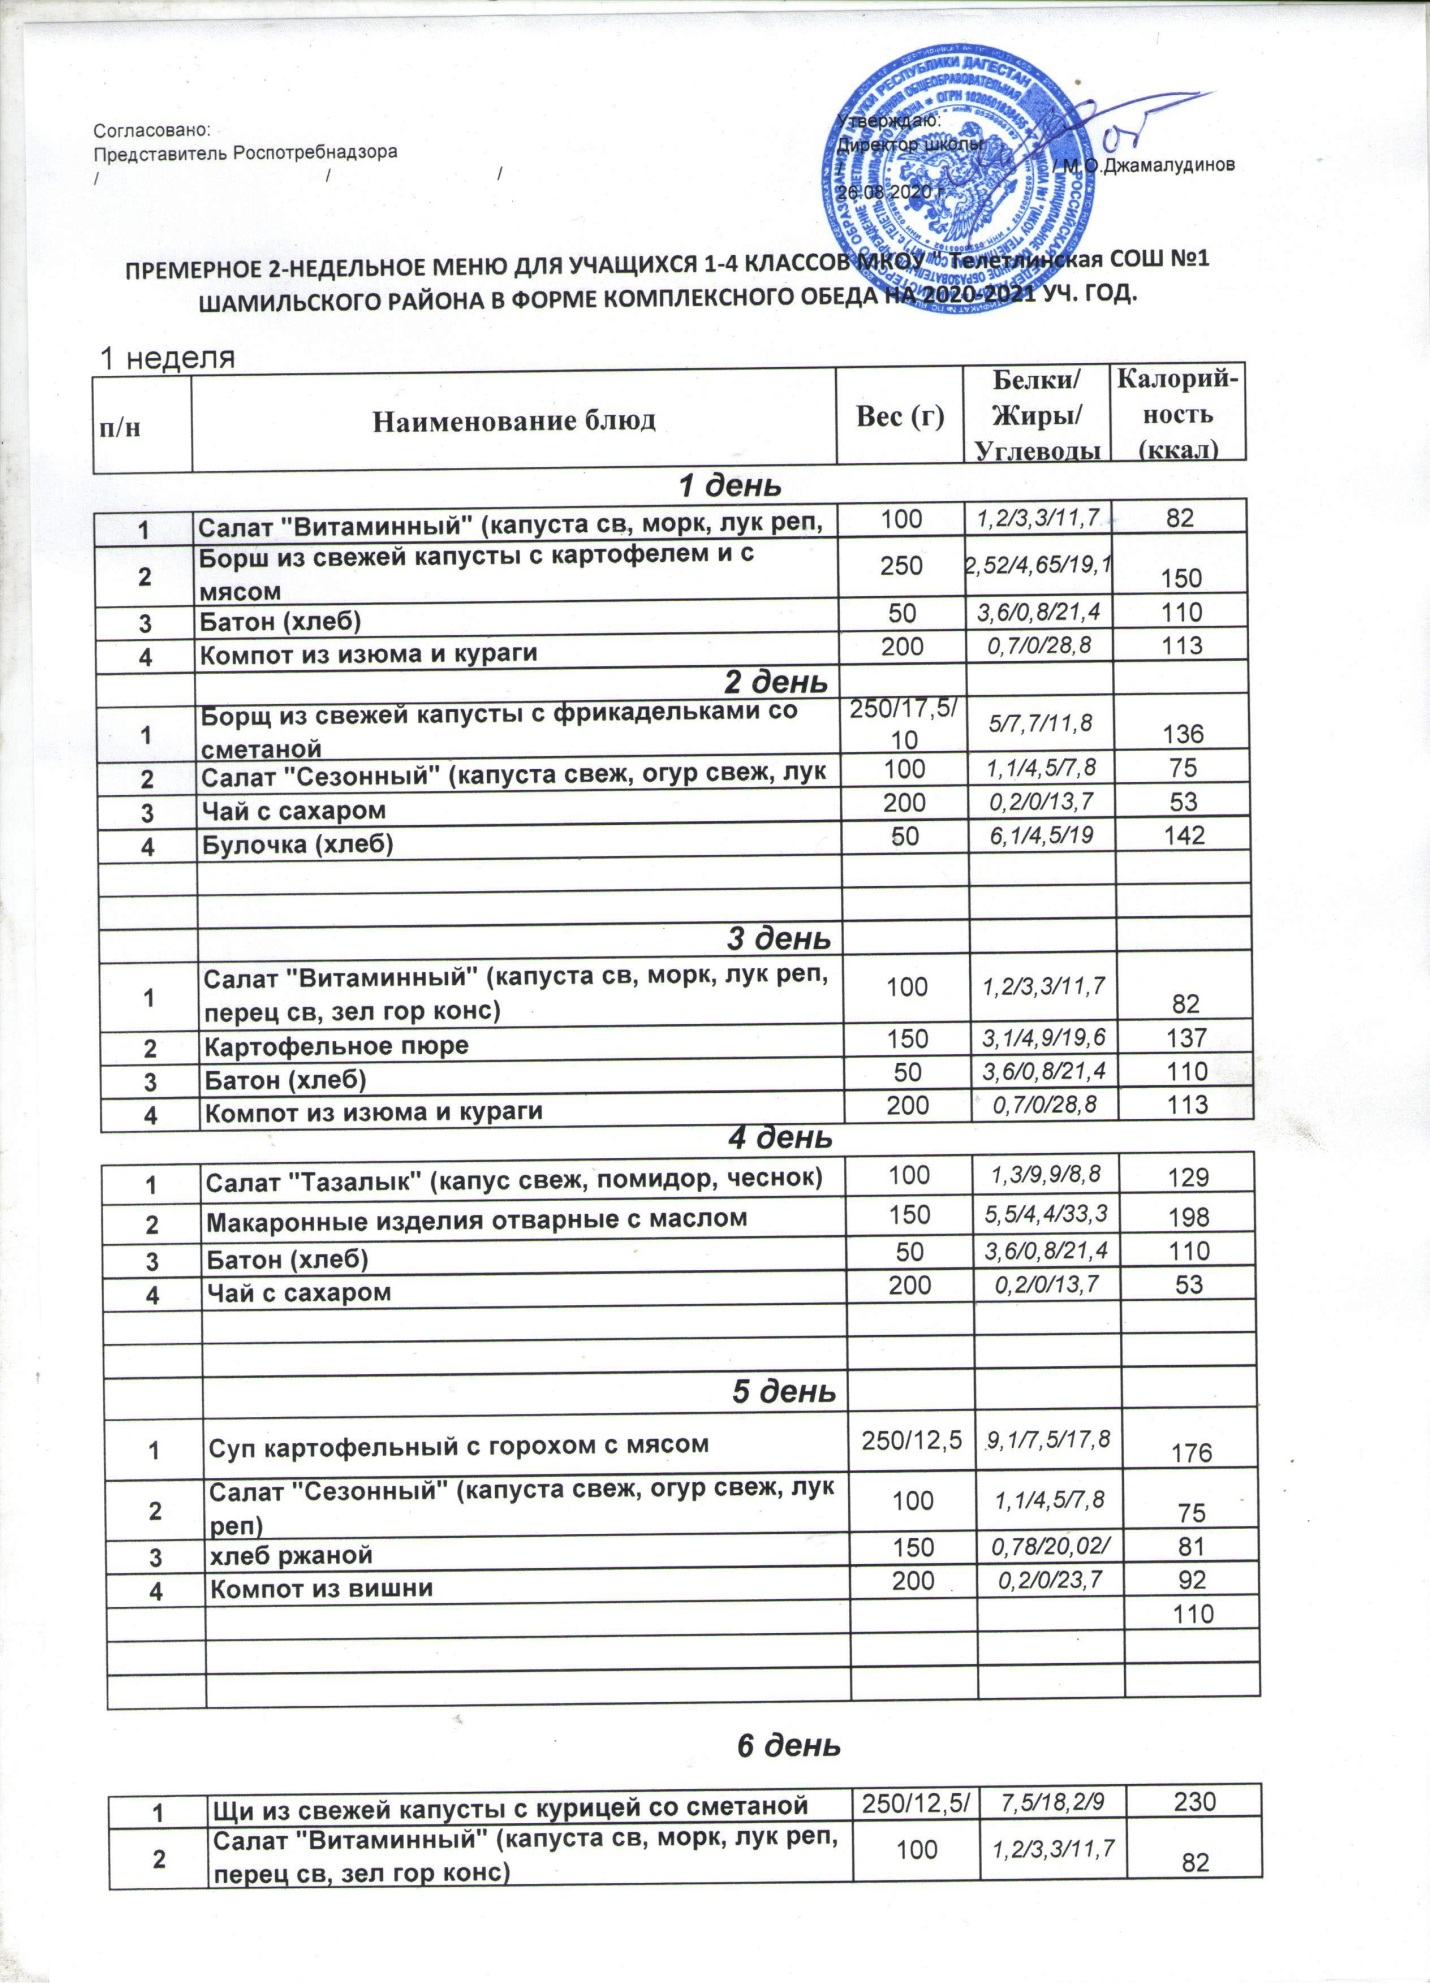 Согласовано:
Представитель Роспотребнадзора
/ / /
Утверждаю:
Директор школы
/ М.О.Джамалудинов
26.08.2020 г
ПРЕМЕРНОЕ 2-НЕДЕЛЬНОЕ МЕНЮ ДЛЯ УЧАЩИХСЯ 1-4 КЛАССОВ МКОУ " Телетлинская СОШ №1
ШАМИЛЬСКОГО РАЙОНА В ФОРМЕ КОМПЛЕКСНОГО ОБЕДА НА 2020-2021 УЧ. ГОД.
1 неделя
п/н Наименование блюд Вес (г) Белки/ Жиры/ Углеводы Калорий-ность (ккал)
1 день
1 Салат "Витаминный" (капуста св, морк, лук реп, 100 1,2/3,3/11,7 82
2 Борш из свежей капусты с картофелем и с 250 2,52/4,65/19,1 150
мясом
3 Батон (хлеб) 50 3,6/0,8/21,4 110
4 Компот из изюма и кураги 200 0,7/0/28,8 113
2 день
1 Борщ из свежей капусты с фрикадельками со 250/17,5/ 5/7,7/11,8 136
сметаной 10
2 Салат "Сезонный" (капуста свеж, огур свеж, лук 100 1,1/4,5/7,8 75
3 Чай с сахаром 200 0,2/0/13,7 53
4 Булочка (хлеб) 50 6,1/4,5/19 142
3 день
1 Салат "Витаминный" (капуста св, морк, лук реп, 100 1,2/3,3/11,7 82
перец св, зел гор конс)
2 Картофельное пюре 150 3,1/4,9/19,6 137
3 Батон (хлеб) 50 3,6/0,8/21,4 110
4 Компот из изюма и кураги 200 0,7/0/28,8 113
4 день
1 Салат "Тазалык" (капус свеж, помидор, чеснок) 100 1,3/9,9/8,8 129
2 Макаронные изделия отварные с маслом 150 5,5/4,4/33,3 198
3 Батон (хлеб) 50 3,6/0,8/21,4 110
4 Чай с сахаром 200 0,2/0/13,7 53
5 день
1 Суп картофельный с горохом с мясом 250/12,5 9,1/7,5/17,8 176
2 Салат "Сезонный" (капуста свеж, огур свеж, лук 100 1,1/4,5/7,8 75
реп)
3 хлеб ржаной 150 0,78/20,02/ 81
4 Компот из вишни 200 0,2/0/23,7 92
110
6 день
1 Щи из свежей капусты с курицей со сметаной 250/12,5/ 7,5/18,2/9 230
2 Салат "Витаминный" (капуста св, морк, лук реп, 100 1,2/3,3/11,7 82
перец св, зел гор конс)